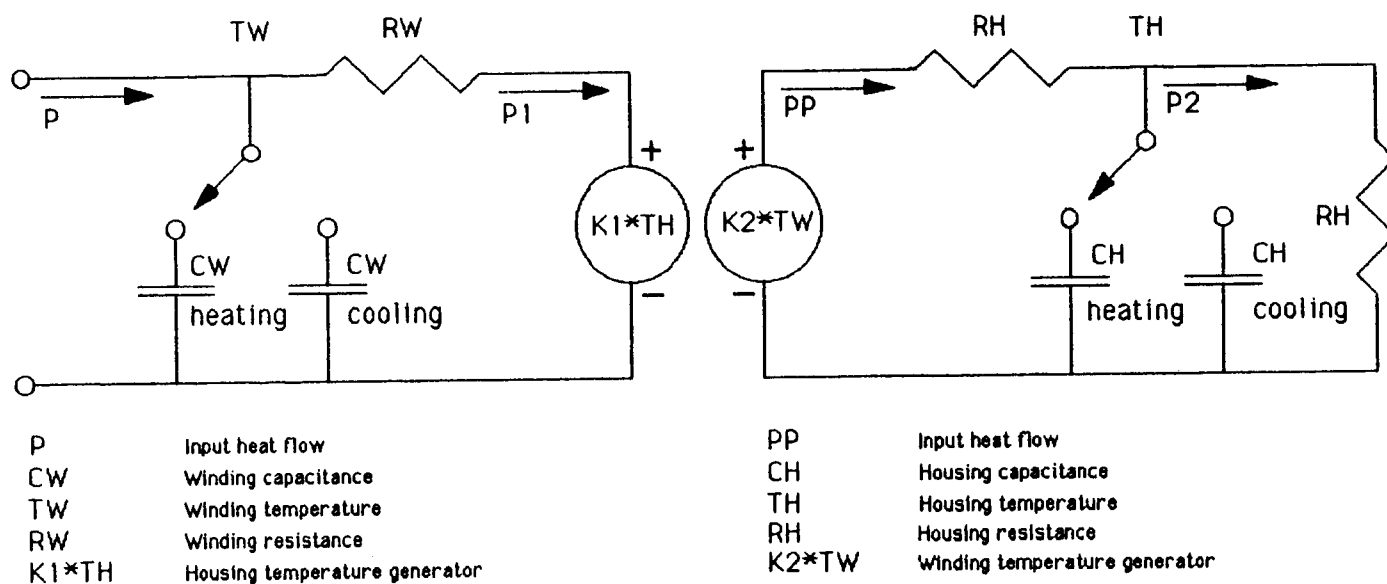 TW
RW
P
P1
+
K1*TH
−
CW
heating
CW
cooling
RH
TH
PP
P2
+
K2*TW
−
CH
heating
CH
cooling
RH
P Input heat flow
CW Winding capacitance
TW Winding temperature
RW Winding resistance
K1*TH Housing temperature generator
PP Input heat flow
CH Housing capacitance
TH Housing temperature
RH Housing resistance
K2*TW Winding temperature generator